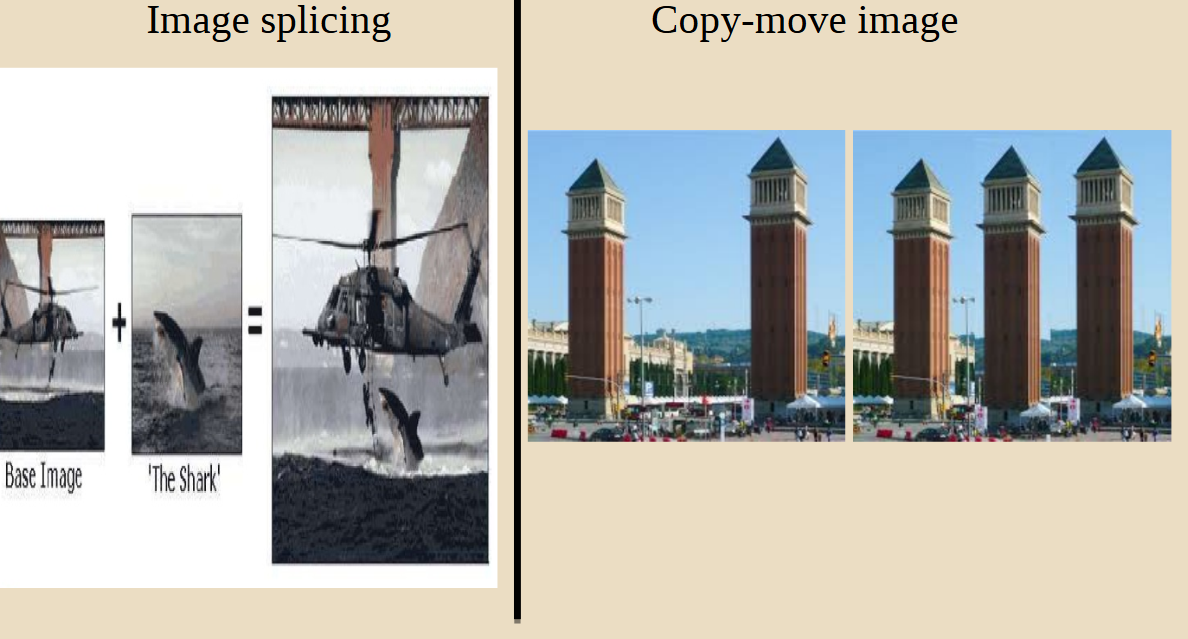 Image splicing
Copy-move image
+
=
Base Image
'The Shark'